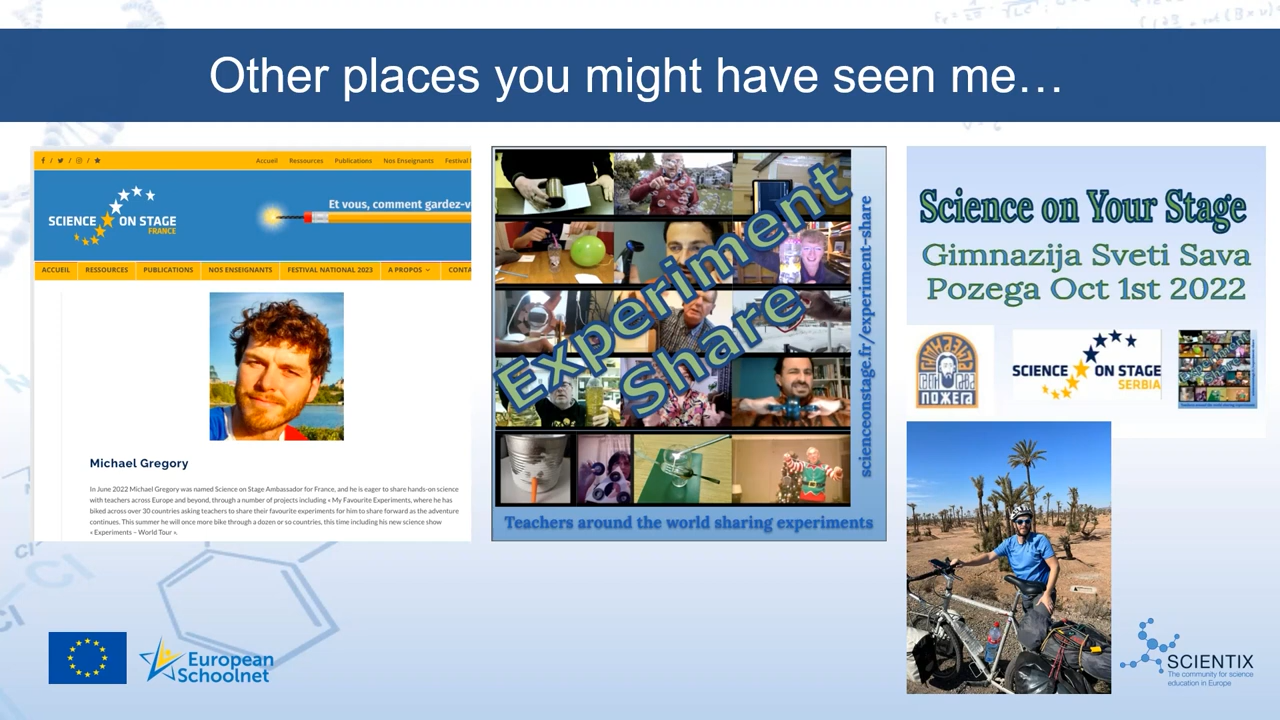 Other places you might have seen me…
Accueil Ressources Publications Nos Enseignants Festival
SCIENCE ON STAGE
FRANCE
Et vous, comment gardez-v
ACCUEIL RESSOURCES PUBLICATIONS NOS ENSEIGNANTS FESTIVAL NATIONAL 2023 A PROPOS CONTA
Michael Gregory
In June 2022 Michael Gregory was named Science on Stage Ambassador for France, and he is eager to share hands-on science
with teachers across Europe and beyond, through a number of projects including « My Favourite Experiments, where he has
biked across over 30 countries asking teachers to share their favourite experiments for him to share forward as the adventure
continues. This summer he will once more bike through a dozen or so countries, this time including his new science show
« Experiments – World Tour ».
Experiment
Share
scienceonstage.fr/experiment-share
Teachers around the world sharing experiments
Science on Your Stage
Gimnazija Sveti Sava
Pozega Oct 1st 2022
ПОЖЕГА
SCIENCE ON STAGE
SERBIA
European
Schoolnet
SCIENTIX
The community for science
education in Europe